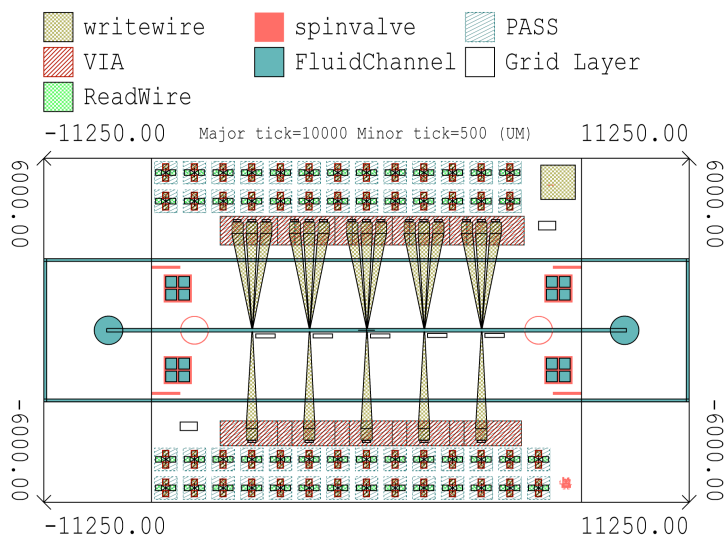 writewire spinvalve PASS
VIA FluidChannel Grid Layer
ReadWire
-11250.00 Major tick=10000 Minor tick=500 (UM) 11250.00
6000.00 6000.00
-6000.00 -6000.00
-11250.00 11250.00